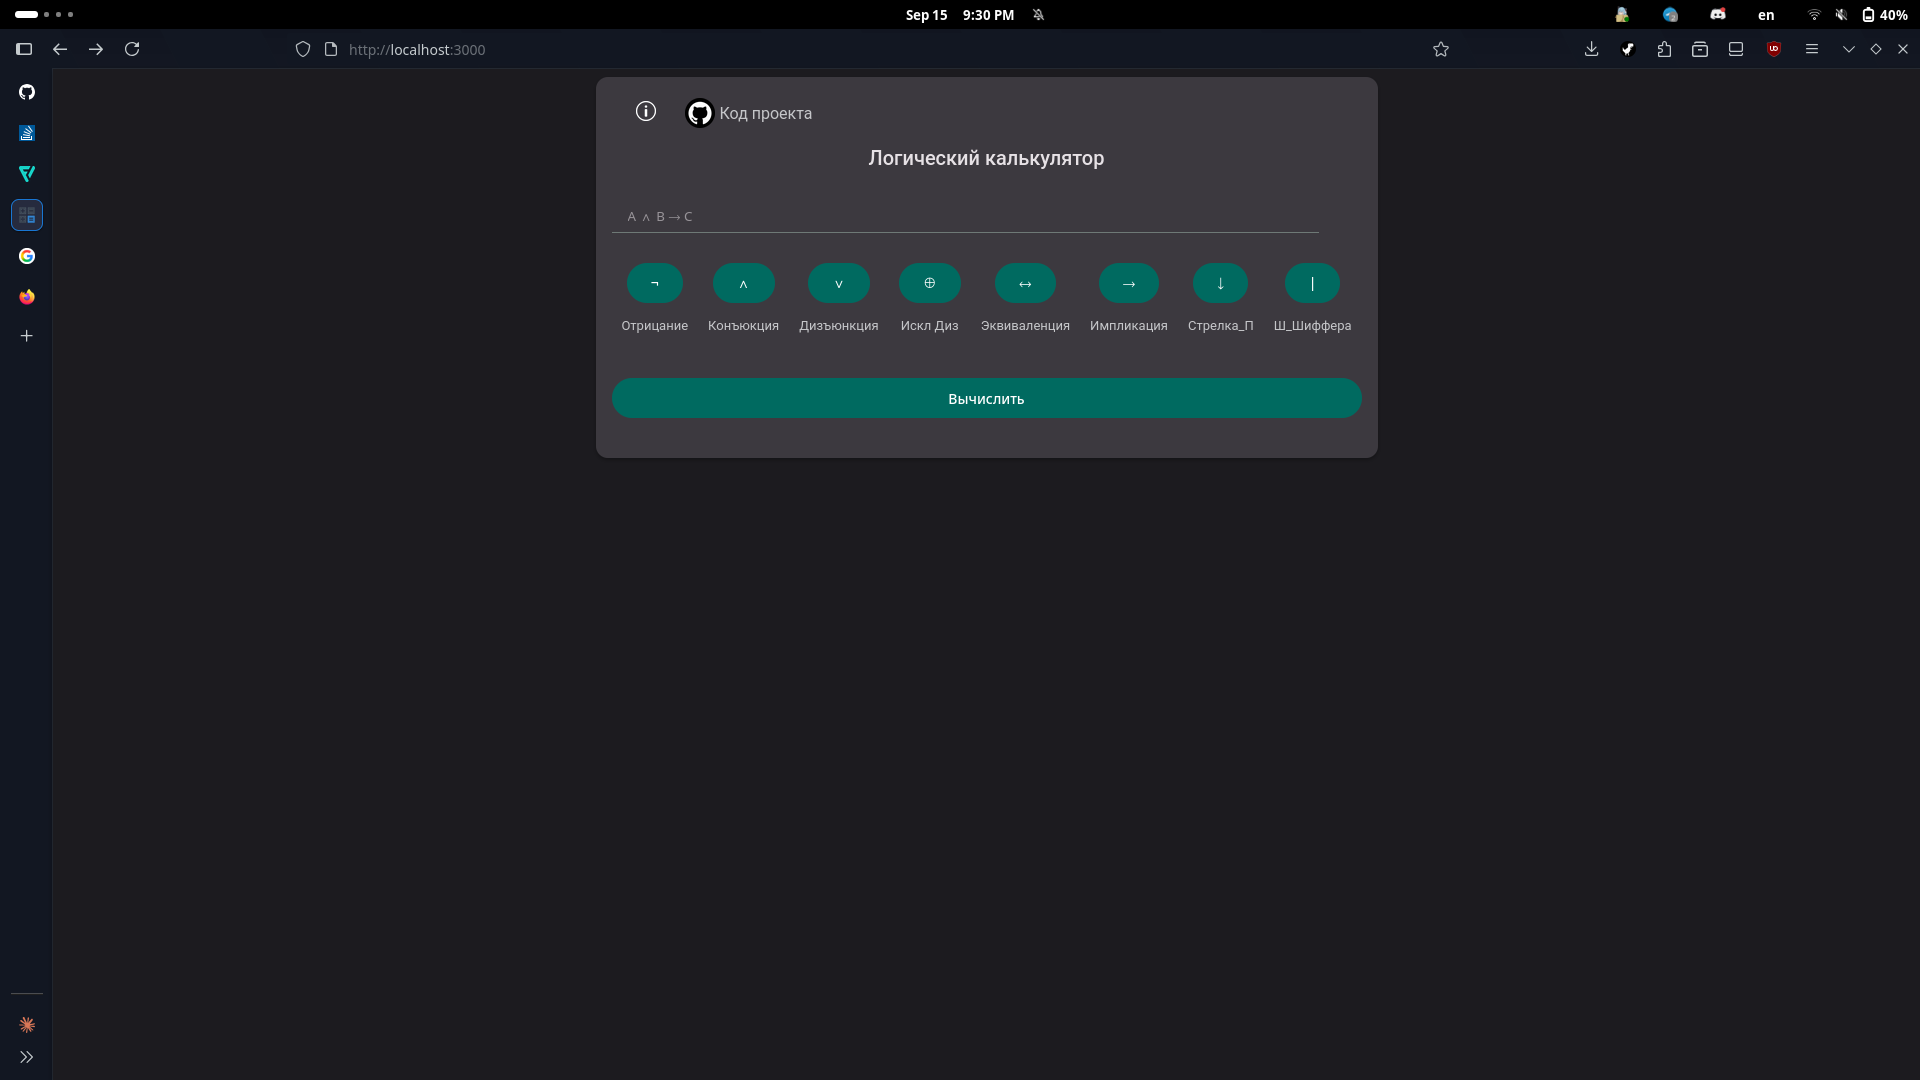 Sep 15 9:30 PM
en
40%
http://localhost:3000
Код проекта
Логический калькулятор
A ∧ B → C
¬ ∧ ∨ ⊕ ↔ → ↓ |
Отрицание Конъюкция Дизъюнкция Искл Диз Эквиваленция Импликация Стрелка_П Ш_Шиффера
Вычислить